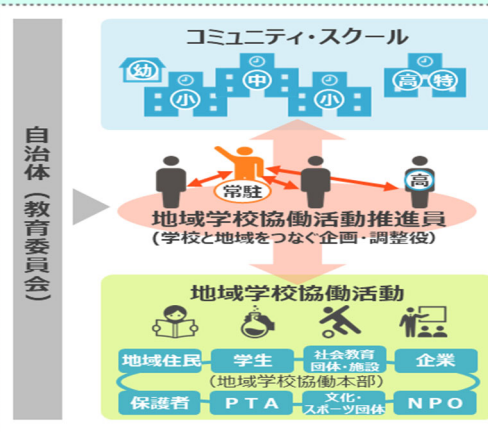 コミュニティ・スクール
幼
小
中
小
高・特
自治体（教育委員会）
常駐
高
地域学校協働活動推進員
(学校と地域をつなぐ企画・調整役)
地域学校協働活動
地域住民
学生
社会教育
団体・施設
企業
(地域学校協働本部)
保護者
PTA
文化・
スポーツ団体
NPO